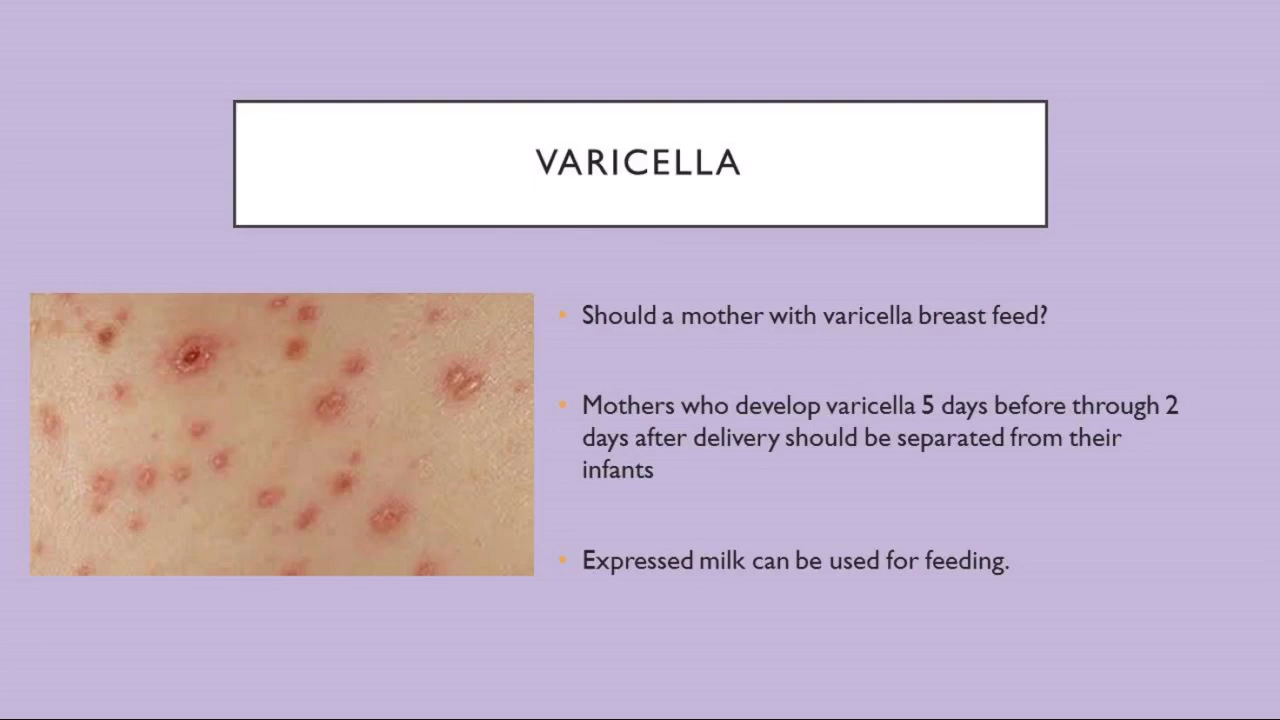 VARICELLA
Should a mother with varicella breast feed?
Mothers who develop varicella 5 days before through 2
days after delivery should be separated from their
infants
Expressed milk can be used for feeding.